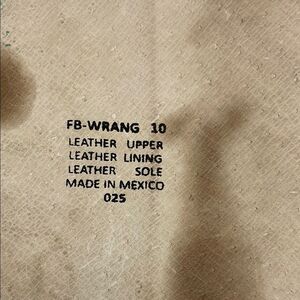 FB-WRANG 10
LEATHER UPPER
LEATHER LINING
LEATHER SOLE
MADE IN MEXICO
025